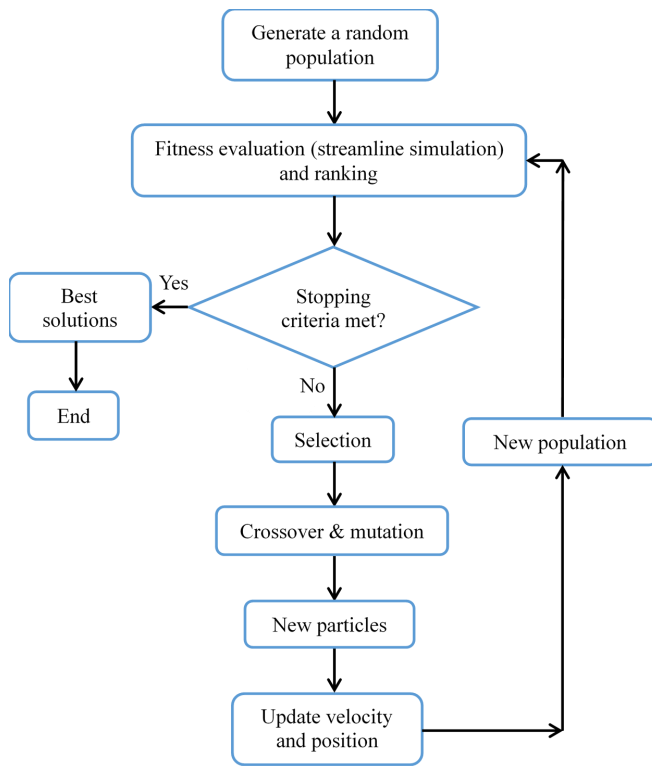 Generate a random
population
Fitness evaluation (streamline simulation)
and ranking
Stopping
criteria met?
Yes
Best
solutions
End
No
Selection
Crossover & mutation
New particles
Update velocity
and position
New population